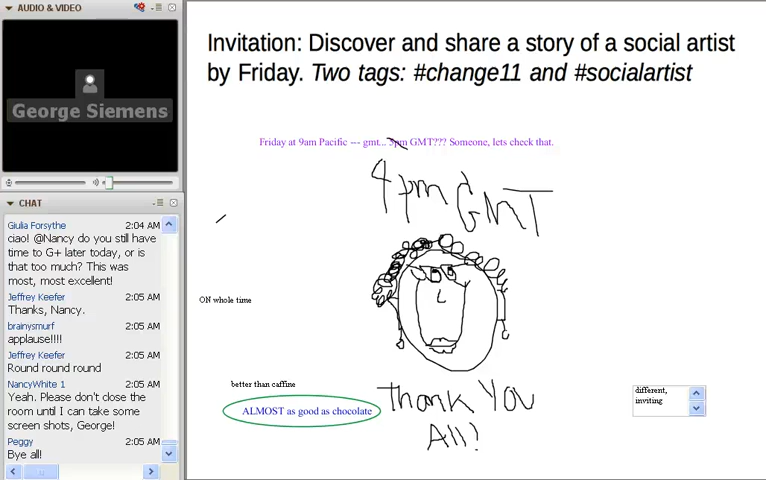 AUDIO & VIDEO
George Siemens
CHAT
Giulia Forsythe 2:04 AM
ciao! @Nancy do you still have
time to G+ later today, or is
that too much? This was
most, most excellent!
Jeffrey Keefer 2:05 AM
Thanks, Nancy.
brainysmurf 2:05 AM
applause!!!!
Jeffrey Keefer 2:05 AM
Round round round
NancyWhite 1 2:05 AM
Yeah. Please don't close the
room until I can take some
screen shots, George!
Peggy 2:05 AM
Bye all!
Invitation: Discover and share a story of a social artist
by Friday. Two tags: #change11 and #socialartist
Friday at 9am Pacific --- gmt... 3pm GMT??? Someone, lets check that.
4pm GMT
ON whole time
better than caffine
ALMOST as good as chocolate
Thank You
All!
different,
inviting